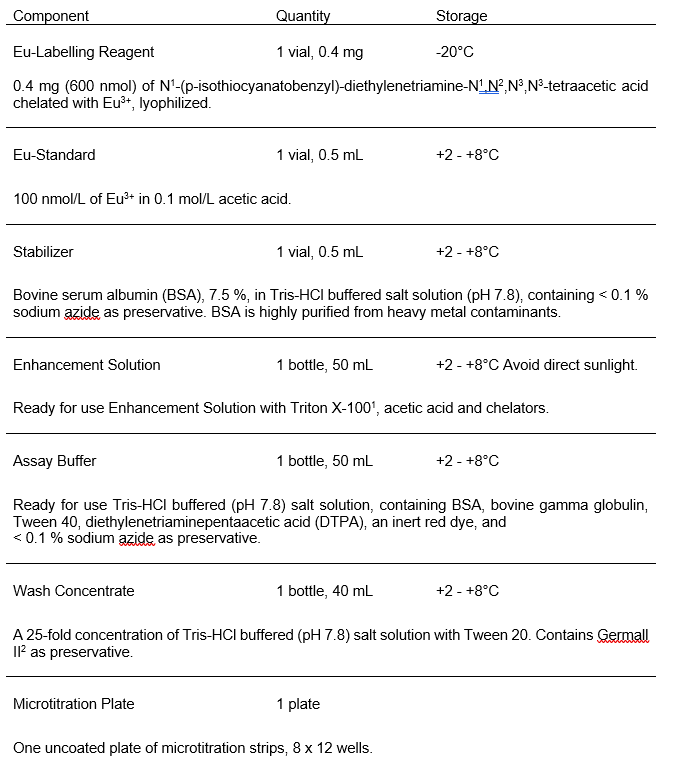 Component Quantity Storage
Eu-Labelling Reagent 1 vial, 0.4 mg -20°C
0.4 mg (600 nmol) of N¹-(p-isothiocyanatobenzyl)-diethylenetriamine-N¹,N²,N³,N³-tetraacetic acid
chelated with Eu³⁺, lyophilized.
Eu-Standard 1 vial, 0.5 mL +2 - +8°C
100 nmol/L of Eu³⁺ in 0.1 mol/L acetic acid.
Stabilizer 1 vial, 0.5 mL +2 - +8°C
Bovine serum albumin (BSA), 7.5 %, in Tris-HCl buffered salt solution (pH 7.8), containing < 0.1 %
sodium azide as preservative. BSA is highly purified from heavy metal contaminants.
Enhancement Solution 1 bottle, 50 mL +2 - +8°C Avoid direct sunlight.
Ready for use Enhancement Solution with Triton X-100¹, acetic acid and chelators.
Assay Buffer 1 bottle, 50 mL +2 - +8°C
Ready for use Tris-HCl buffered (pH 7.8) salt solution, containing BSA, bovine gamma globulin,
Tween 40, diethylenetriaminepentaacetic acid (DTPA), an inert red dye, and
< 0.1 % sodium azide as preservative.
Wash Concentrate 1 bottle, 40 mL +2 - +8°C
A 25-fold concentration of Tris-HCl buffered (pH 7.8) salt solution with Tween 20. Contains Germall
II² as preservative.
Microtitration Plate 1 plate
One uncoated plate of microtitration strips, 8 x 12 wells.